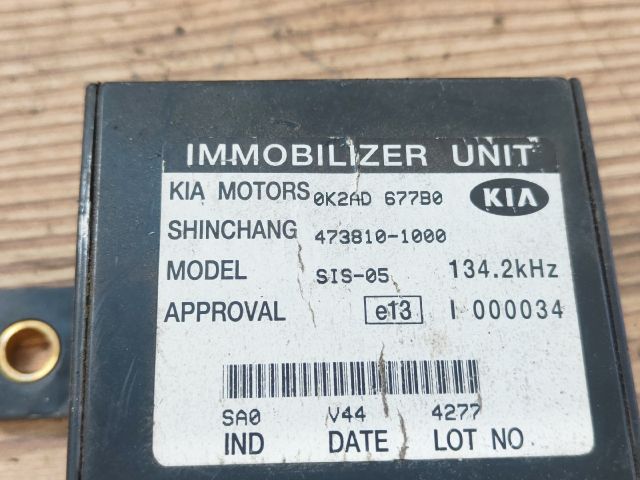 IMMOBILIZER UNIT
KIA MOTORS 0K2AD 677B0 KIA
SHINCHANG 473810-1000
MODEL SIS-05 134.2kHz
APPROVAL e13 I 000034
SA0 V44 4277
IND DATE LOT NO